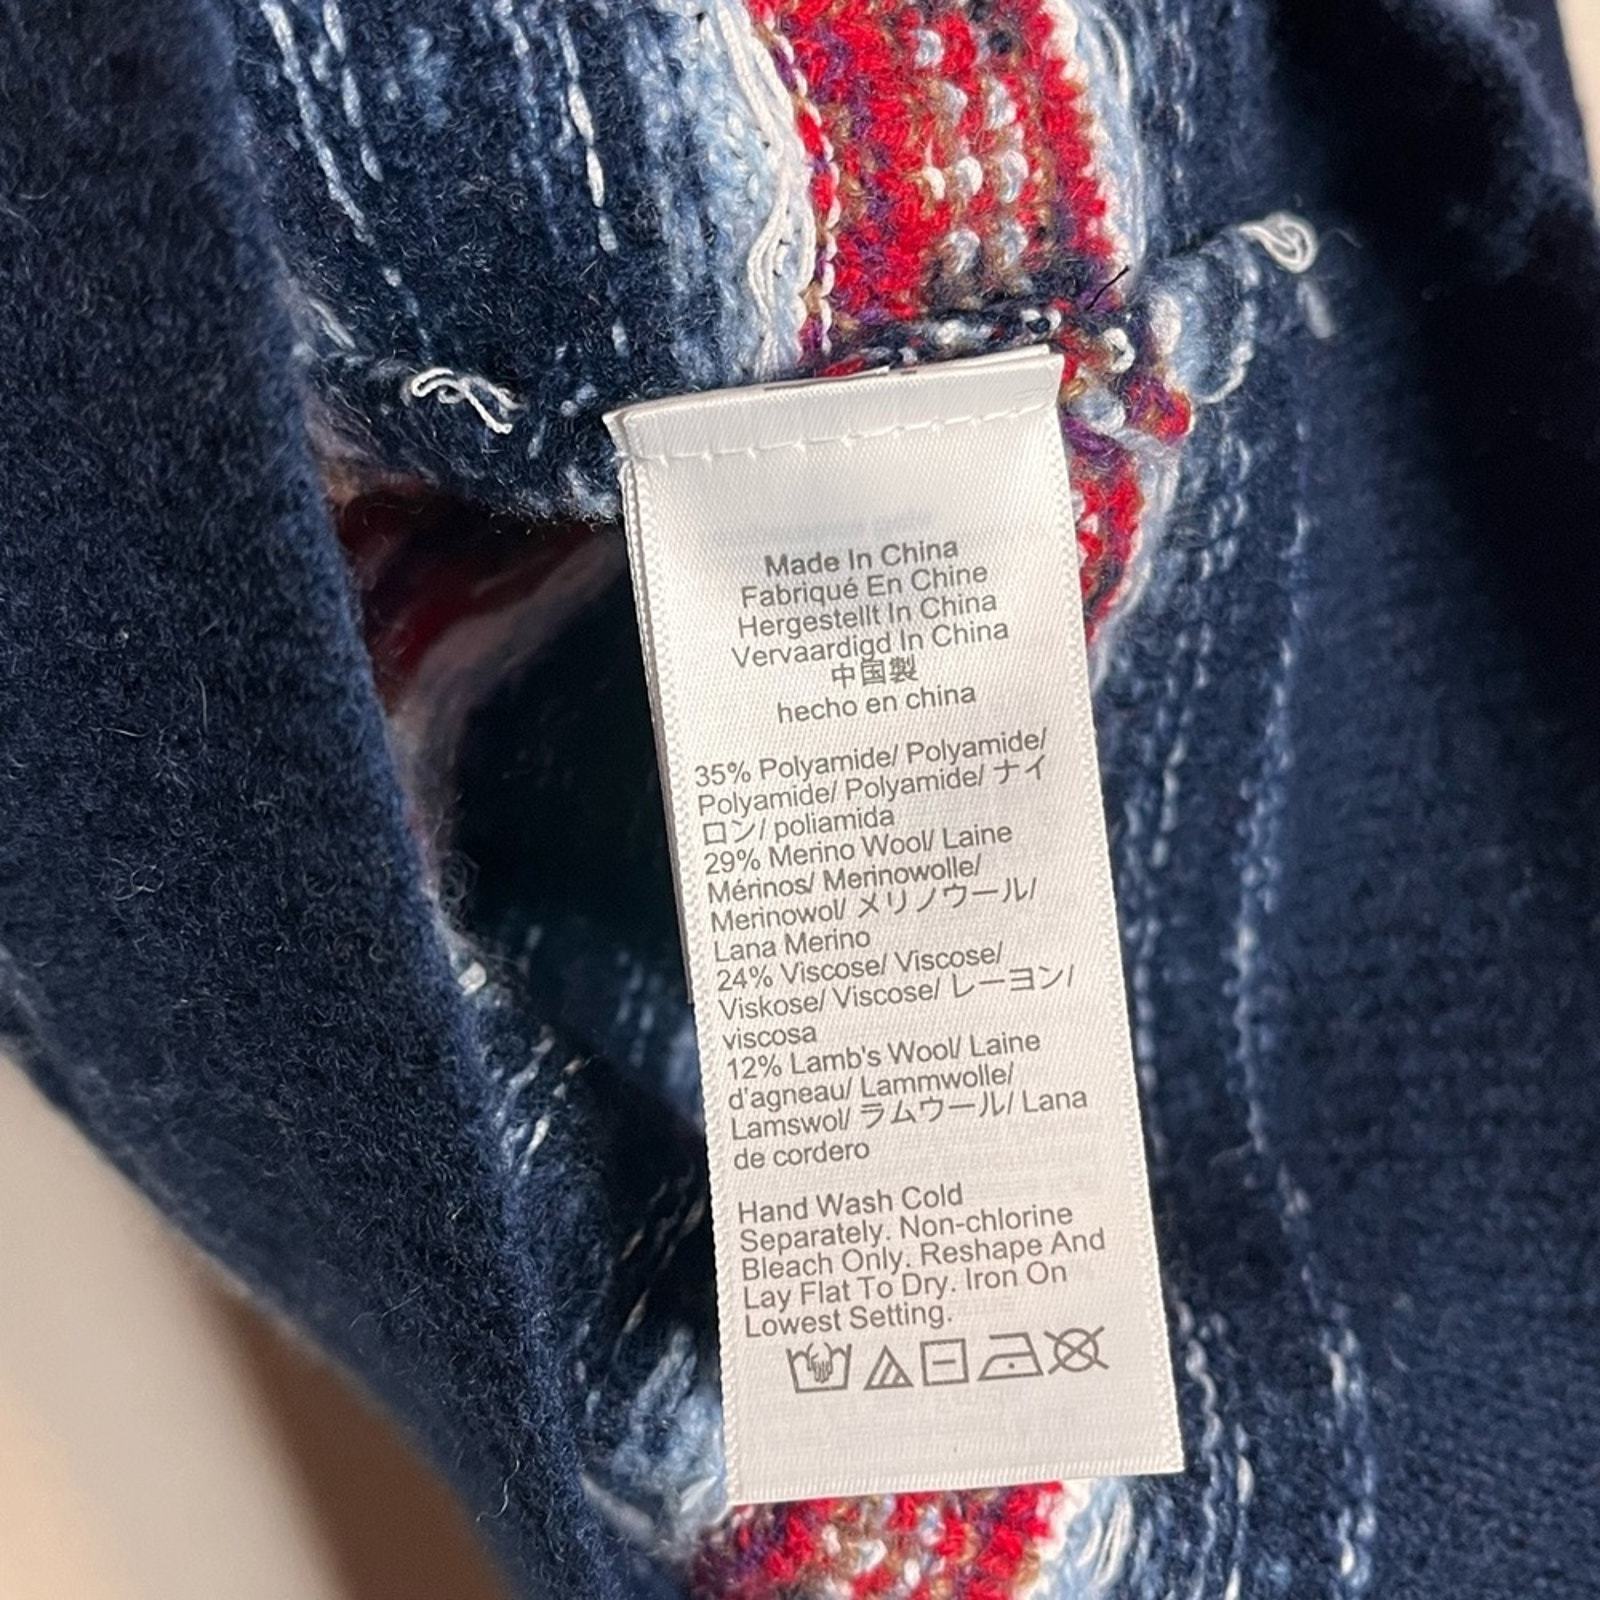 Made In China
Fabriqué En Chine
Hergestellt In China
Vervaardigd In China
中国製
hecho en china
35% Polyamide/ Polyamide/
Polyamide/ Polyamide/ ナイ
ロン/ poliamida
29% Merino Wool/ Laine
Mérinos/ Merinowolle/
Merinowol/ メリノウール/
Lana Merino
24% Viscose/ Viscose/
Viskose/ Viscose/ レーヨン/
viscosa
12% Lamb's Wool/ Laine
d'agneau/ Lammwolle/
Lamswol/ ラムウール/ Lana
de cordero
Hand Wash Cold
Separately. Non-chlorine
Bleach Only. Reshape And
Lay Flat To Dry. Iron On
Lowest Setting.